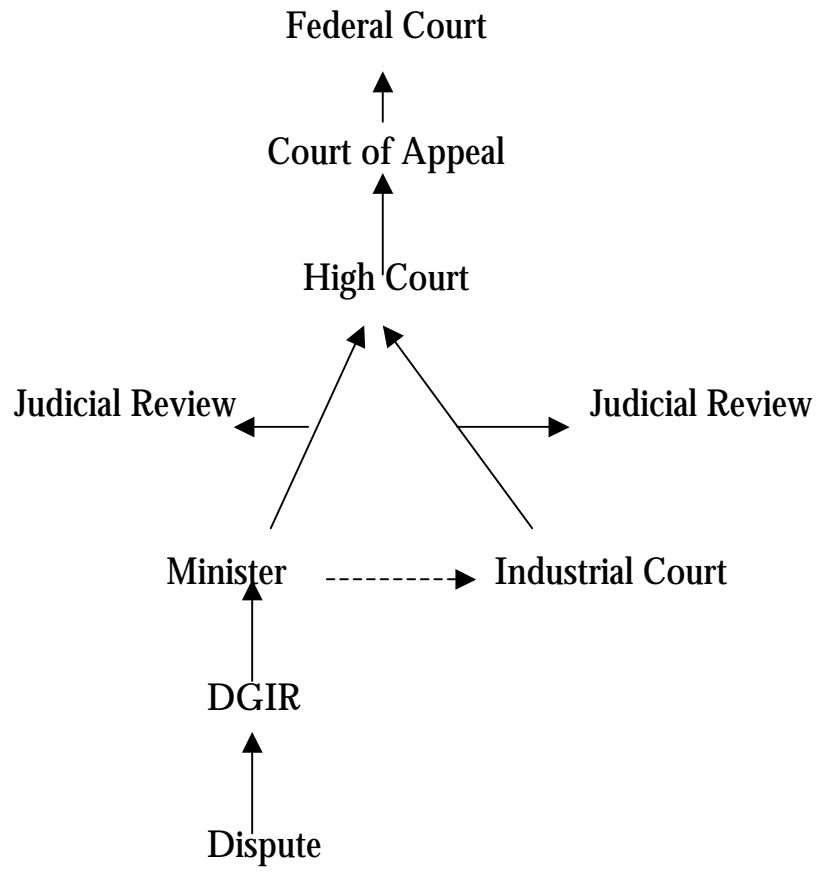 Federal Court
Court of Appeal
High Court
Judicial Review
Judicial Review
Minister
Industrial Court
DGIR
Dispute